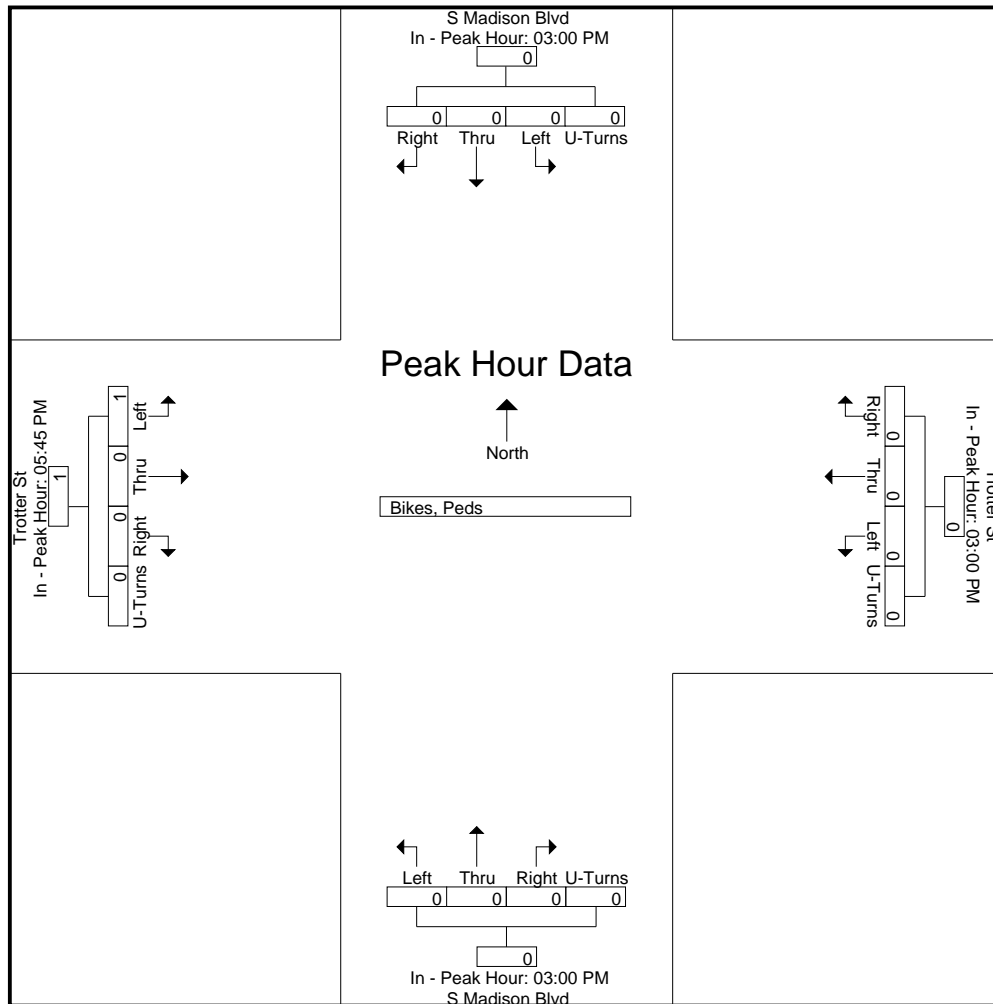 S Madison Blvd
In - Peak Hour: 03:00 PM
0
0 0 0 0
Right Thru Left U-Turns
Peak Hour Data
North
Bikes, Peds
Trotter St
In - Peak Hour: 05:45 PM
1
1 0 0 0
Left Thru Right U-Turns
Trotter St
In - Peak Hour: 03:00 PM
0
0 0 0 0
Right Thru Left U-Turns
Left Thru Right U-Turns
0 0 0 0
0
In - Peak Hour: 03:00 PM
S Madison Blvd